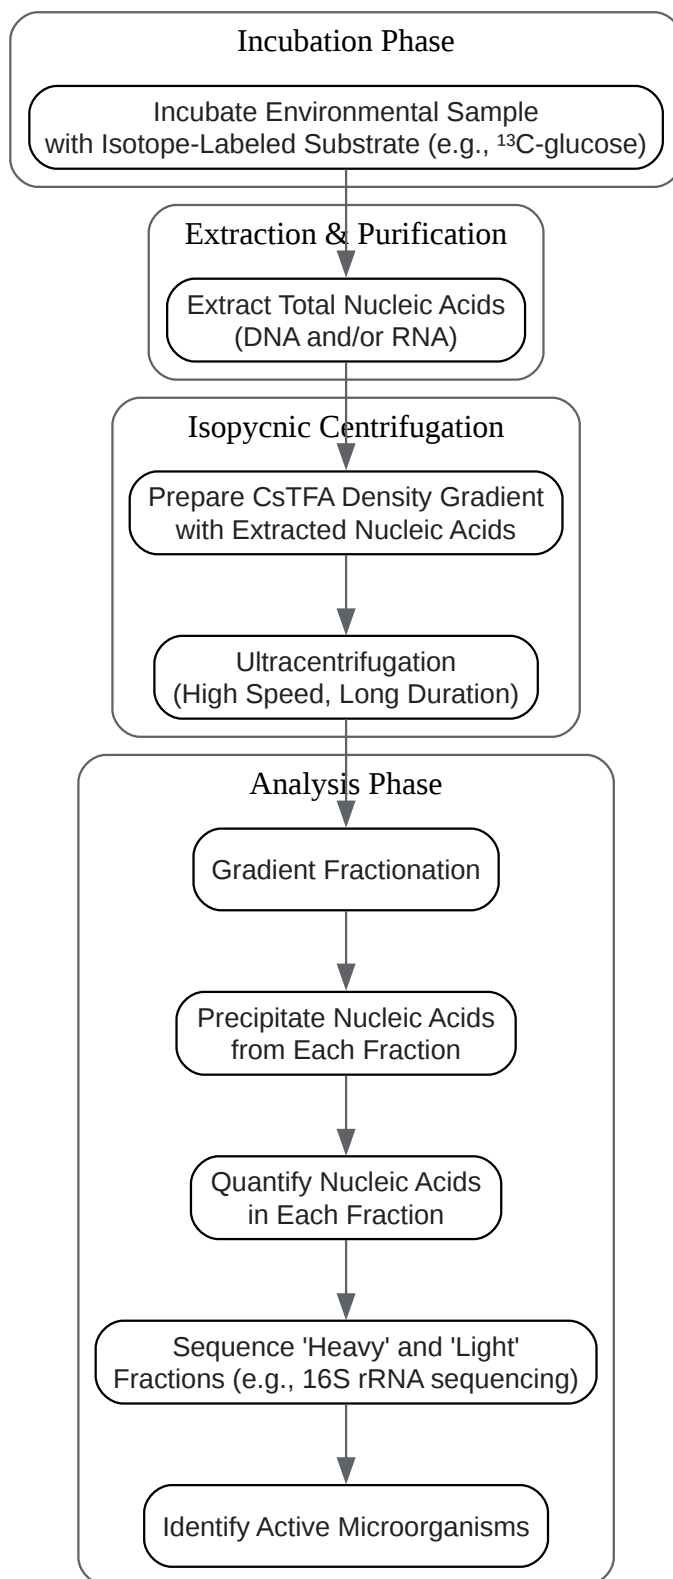 Incubation Phase
Incubate Environmental Sample
with Isotope-Labeled Substrate (e.g., ¹³C-glucose)
Extraction & Purification
Extract Total Nucleic Acids
(DNA and/or RNA)
Isopycnic Centrifugation
Prepare CsTFA Density Gradient
with Extracted Nucleic Acids
Ultracentrifugation
(High Speed, Long Duration)
Analysis Phase
Gradient Fractionation
Precipitate Nucleic Acids
from Each Fraction
Quantify Nucleic Acids
in Each Fraction
Sequence 'Heavy' and 'Light'
Fractions (e.g., 16S rRNA sequencing)
Identify Active Microorganisms